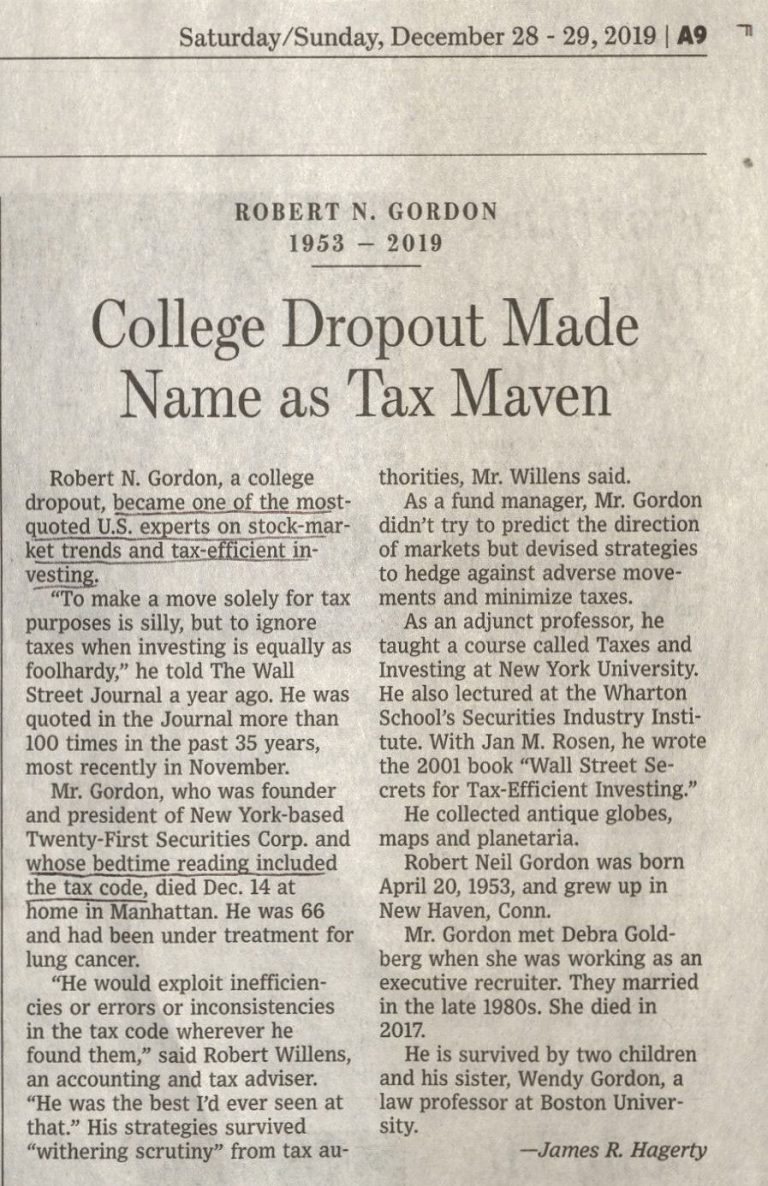 Saturday/Sunday, December 28 - 29, 2019 | A9
ROBERT N. GORDON
1953 – 2019
College Dropout Made
Name as Tax Maven
Robert N. Gordon, a college
dropout, became one of the most-
quoted U.S. experts on stock-mar-
ket trends and tax-efficient in-
vesting.
“To make a move solely for tax
purposes is silly, but to ignore
taxes when investing is equally as
foolhardy,” he told The Wall
Street Journal a year ago. He was
quoted in the Journal more than
100 times in the past 35 years,
most recently in November.
Mr. Gordon, who was founder
and president of New York-based
Twenty-First Securities Corp. and
whose bedtime reading included
the tax code, died Dec. 14 at
home in Manhattan. He was 66
and had been under treatment for
lung cancer.
“He would exploit inefficien-
cies or errors or inconsistencies
in the tax code wherever he
found them,” said Robert Willens,
an accounting and tax adviser.
“He was the best I’d ever seen at
that.” His strategies survived
“withering scrutiny” from tax au-
thorities, Mr. Willens said.
As a fund manager, Mr. Gordon
didn’t try to predict the direction
of markets but devised strategies
to hedge against adverse move-
ments and minimize taxes.
As an adjunct professor, he
taught a course called Taxes and
Investing at New York University.
He also lectured at the Wharton
School’s Securities Industry Insti-
tute. With Jan M. Rosen, he wrote
the 2001 book “Wall Street Se-
crets for Tax-Efficient Investing.”
He collected antique globes,
maps and planetaria.
Robert Neil Gordon was born
April 20, 1953, and grew up in
New Haven, Conn.
Mr. Gordon met Debra Gold-
berg when she was working as an
executive recruiter. They married
in the late 1980s. She died in
2017.
He is survived by two children
and his sister, Wendy Gordon, a
law professor at Boston Univer-
sity.
—James R. Hagerty